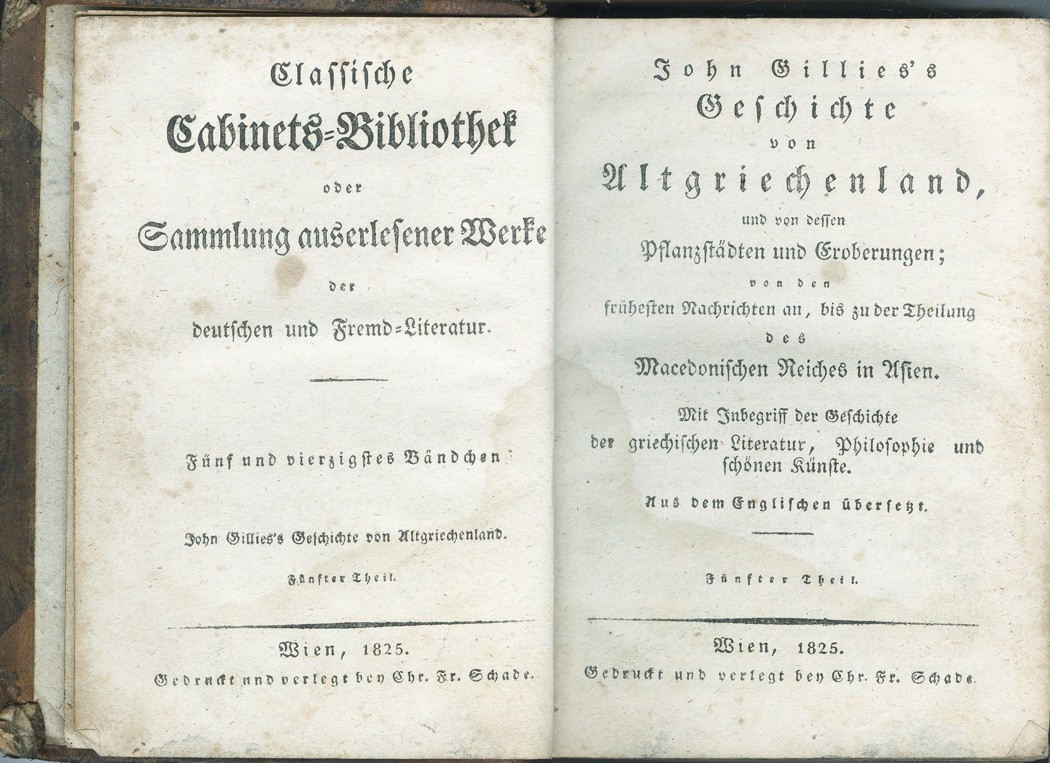 Classische
Cabinets-Bibliothek
oder
Sammlung auserlesener Werke
der
deutschen und Fremd-Literatur.
Fünf und vierzigstes Bändchen
John Gillies's Geschichte von Altgriechenland.
Fünfter Theil.
Wien, 1825.
Gedruckt und verlegt bey Chr. Fr. Schade.
John Gillies's
Geschichte
von
Altgriechenland,
und von dessen
Pflanzstädten und Eroberungen;
von den
frühesten Nachrichten an, bis zu der Theilung
des
Macedonischen Reiches in Asien.
Mit Inbegriff der Geschichte
der griechischen Literatur, Philosophie und
schönen Künste.
Aus dem Englischen übersetzt.
Fünfter Theil.
Wien, 1825.
Gedruckt und verlegt bey Chr. Fr. Schade.